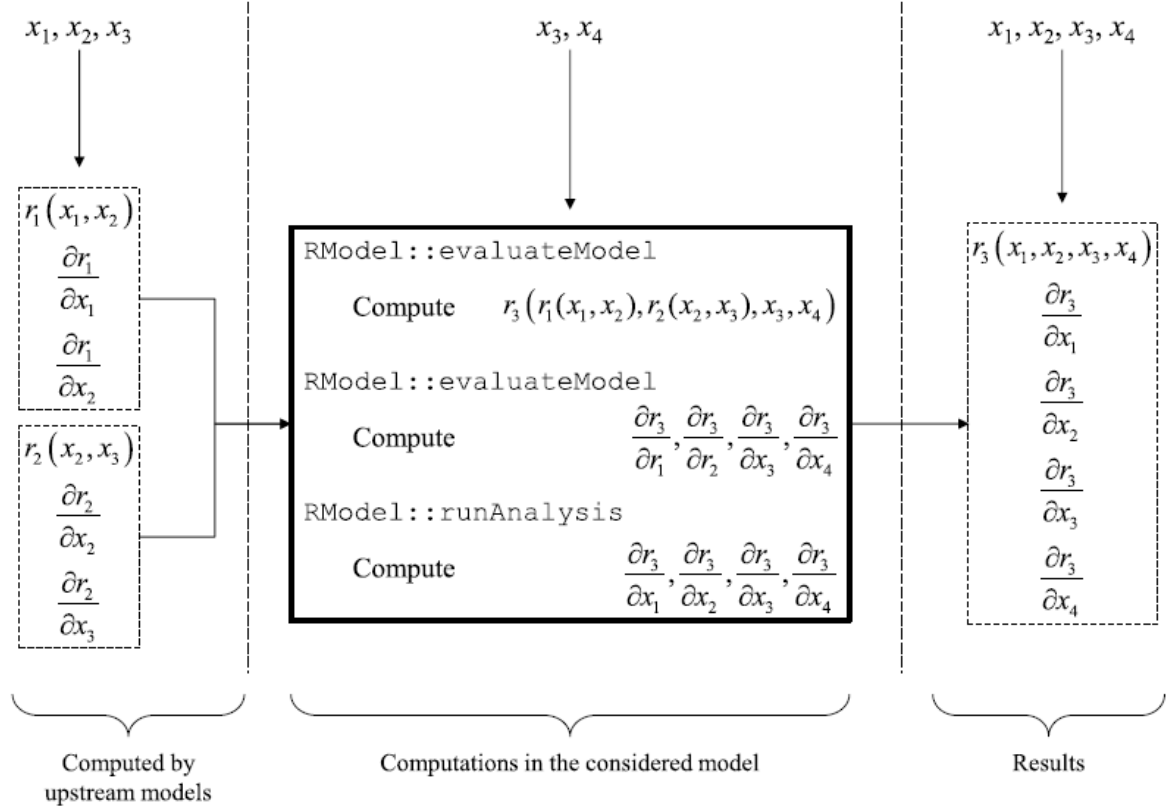 x₁, x₂, x₃
r₁(x₁, x₂)
∂r₁/∂x₁
∂r₁/∂x₂
r₂(x₂, x₃)
∂r₂/∂x₂
∂r₂/∂x₃
Computed by
upstream models
x₃, x₄
RModel::evaluateModel
Compute r₃(r₁(x₁, x₂), r₂(x₂, x₃), x₃, x₄)
RModel::evaluateModel
Compute ∂r₃/∂r₁, ∂r₃/∂r₂, ∂r₃/∂x₃, ∂r₃/∂x₄
RModel::runAnalysis
Compute ∂r₃/∂x₁, ∂r₃/∂x₂, ∂r₃/∂x₃, ∂r₃/∂x₄
Computations in the considered model
x₁, x₂, x₃, x₄
r₃(x₁, x₂, x₃, x₄)
∂r₃/∂x₁
∂r₃/∂x₂
∂r₃/∂x₃
∂r₃/∂x₄
Results